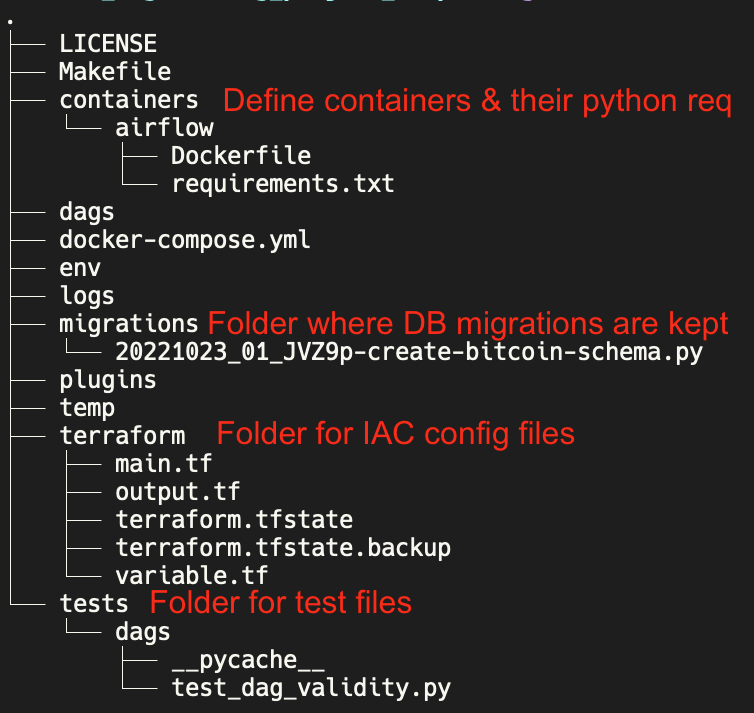 .
├── LICENSE
├── Makefile
├── containers Define containers & their python req
│   └── airflow
│       ├── Dockerfile
│       └── requirements.txt
├── dags
├── docker-compose.yml
├── env
├── logs
├── migrations Folder where DB migrations are kept
│   └── 20221023_01_JVZ9p-create-bitcoin-schema.py
├── plugins
├── temp
├── terraform Folder for IAC config files
│   ├── main.tf
│   ├── output.tf
│   ├── terraform.tfstate
│   ├── terraform.tfstate.backup
│   └── variable.tf
└── tests Folder for test files
    └── dags
        ├── __pycache__
        └── test_dag_validity.py